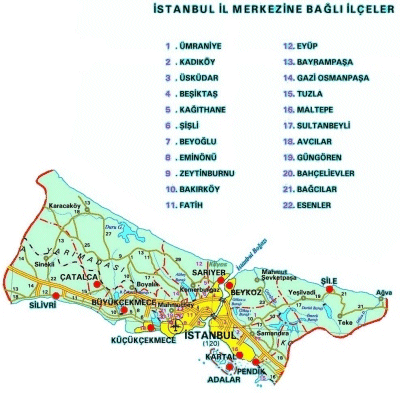 İSTANBUL İL MERKEZİNE BAĞLI İLÇELER
1 . ÜMRANİYE
2 . KADIKÖY
3 . ÜSKÜDAR
4 . BEŞİKTAŞ
5 . KAĞITHANE
6 . ŞİŞLİ
7 . BEYOĞLU
8 . EMİNÖNÜ
9 . ZEYTİNBURNU
10. BAKIRKÖY
11. FATİH
12. EYÜP
13. BAYRAMPAŞA
14. GAZİ OSMANPAŞA
15. TUZLA
16. MALTEPE
17. SULTANBEYLİ
18. AVCILAR
19. GÜNGÖREN
20. BAHÇELİEVLER
21. BAĞCILAR
22. ESENLER
Karacaköy
Sinekli
YARIMADASI
ÇATALCA
SİLİVRİ
Boyalık
BÜYÜKÇEKMECE
KÜÇÜKÇEKMECE
Mahmutbey
Kemerburgaz
SARIYER
İstanbul Boğazı
BEYKOZ
Mahmut
Şevketpaşa
ŞİLE
Yeşilvadi
Ağva
Teke
Samandıra
İSTANBUL
(120)
KARTAL
PENDİK
ADALAR